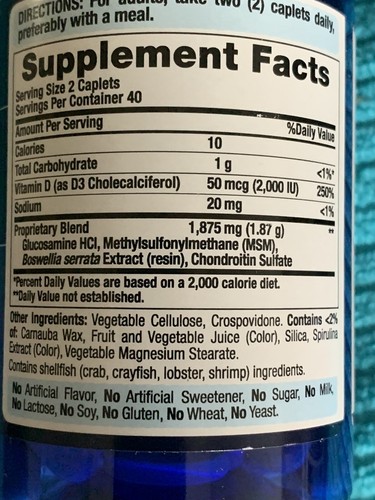 DIRECTIONS: For adults, take two (2) caplets daily,
preferably with a meal.
Supplement Facts
Serving Size 2 Caplets
Servings Per Container 40
Amount Per Serving %Daily Value
Calories 10
Total Carbohydrate 1 g <1%*
Vitamin D (as D3 Cholecalciferol) 50 mcg (2,000 IU) 250%
Sodium 20 mg <1%
Proprietary Blend 1,875 mg (1.87 g) **
Glucosamine HCl, Methylsulfonylmethane (MSM),
Boswellia serrata Extract (resin), Chondroitin Sulfate
*Percent Daily Values are based on a 2,000 calorie diet.
**Daily Value not established.
Other Ingredients: Vegetable Cellulose, Crospovidone. Contains <2%
of: Carnauba Wax, Fruit and Vegetable Juice (Color), Silica, Spirulina
Extract (Color), Vegetable Magnesium Stearate.
Contains shellfish (crab, crayfish, lobster, shrimp) ingredients.
No Artificial Flavor, No Artificial Sweetener, No Sugar, No Milk,
No Lactose, No Soy, No Gluten, No Wheat, No Yeast.